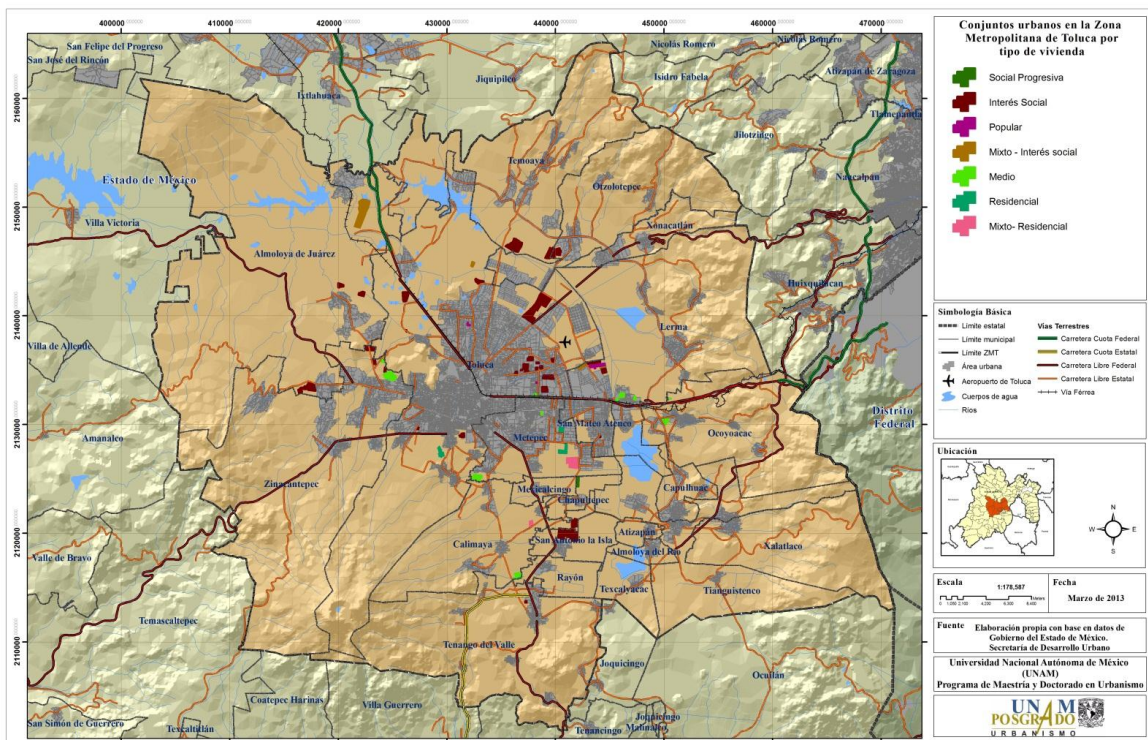 400000
410000
420000
430000
440000
450000
460000
470000
2160000
2150000
2140000
2130000
2120000
2110000
San Felipe del Progreso
San José del Rincón
Ixtlahuaca
Jiquipilco
Nicolás Romero
Nicolás Romero
Isidro Fabela
Atizapán de Zaragoza
Tlalnepantla
Jilotzingo
Temoaya
Otzolotepec
Naucalpan
Estado de México
Villa Victoria
Xonacatlán
Almoloya de Juárez
Huixquilucan
Lerma
Villa de Allende
Toluca
Distrito
Federal
San Mateo Atenco
Metepec
Ocoyoacac
Amanalco
Zinacantepec
Mexicalcingo
Capulhuac
Chapultepec
Valle de Bravo
Calimaya
San Antonio la Isla
Atizapán
Almoloya del Río
Xalatlaco
Rayón
Texcalyacac
Tianguistenco
Temascaltepec
Tenango del Valle
Joquicingo
Ocuilán
Coatepec Harinas
Villa Guerrero
San Simón de Guerrero
Texcaltitlán
Tenancingo
Joquicingo
Malinalco
Conjuntos urbanos en la Zona
Metropolitana de Toluca por
tipo de vivienda
Social Progresiva
Interés Social
Popular
Mixto - Interés social
Medio
Residencial
Mixto- Residencial
Simbología Básica
Límite estatal
Límite municipal
Límite ZMT
Área urbana
Aeropuerto de Toluca
Cuerpos de agua
Ríos
Vías Terrestres
Carretera Cuota Federal
Carretera Cuota Estatal
Carretera Libre Federal
Carretera Libre Estatal
Vía Férrea
Ubicación
N
W E
S
Escala
1:178,587
Meters
Fecha
Marzo de 2013
Fuente
Elaboración propia con base en datos de
Gobierno del Estado de México.
Secretaría de Desarrollo Urbano
Universidad Nacional Autónoma de México
(UNAM)
Programa de Maestría y Doctorado en Urbanismo
UNAM
POSGRADO
URBANISMO